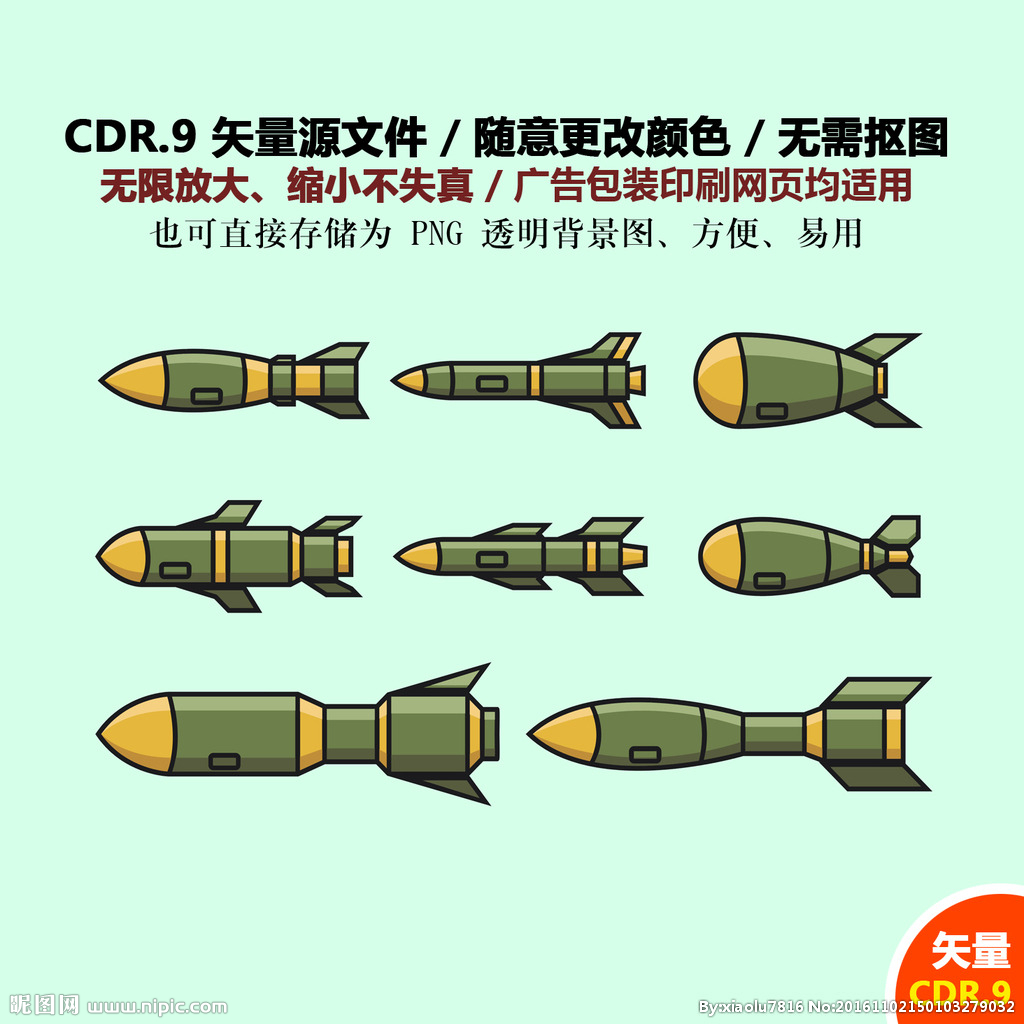 CDR.9 矢量源文件 / 随意更改颜色 / 无需抠图
无限放大、缩小不失真 / 广告包装印刷网页均适用
也可直接存储为 PNG 透明背景图、方便、易用
矢量
CDR.9
昵图网 www.nipic.com
By:xiaolu7816 No:20161102150103279032